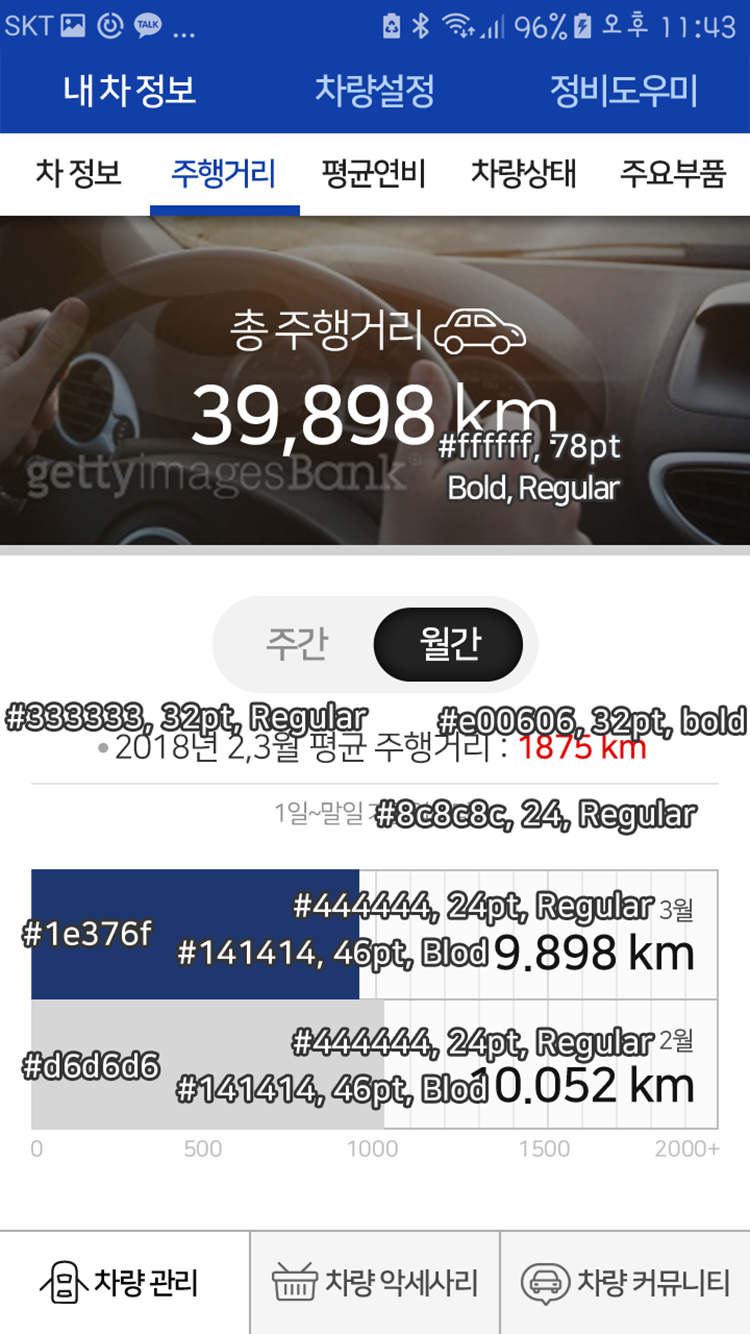 SKT TALK ... 96% 오후 11:43
내 차 정보 차량설정 정비도우미
차 정보 주행거리 평균연비 차량상태 주요부품
총 주행거리
39,898 km
#ffffff, 78pt
gettyimagesBank
Bold, Regular
주간 월간
#333333, 32pt, Regular #e00606, 32pt, bold
• 2018년 2,3월 평균 주행거리 : 1875 km
1일~말일
#8c8c8c, 24, Regular
#444444, 24pt, Regular 3월
#1e376f
#141414, 46pt, Blod 9.898 km
#444444, 24pt, Regular 2월
#d6d6d6
#141414, 46pt, Blod 10.052 km
0 500 1000 1500 2000+
차량 관리 차량 악세사리 차량 커뮤니티